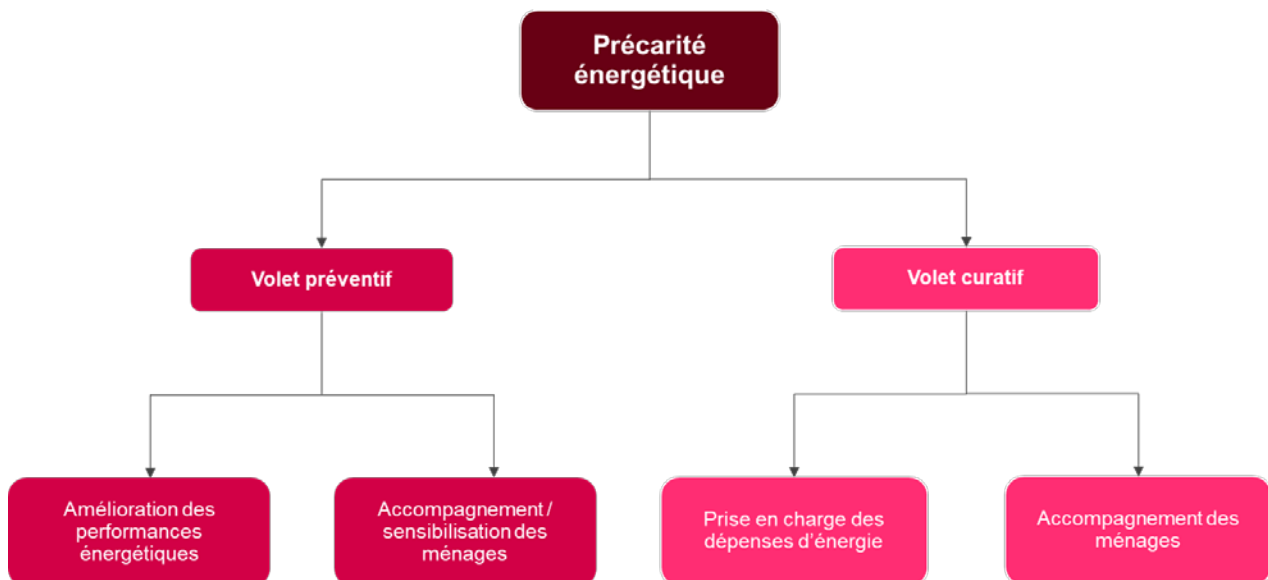 Précarité
énergétique
Volet préventif
Volet curatif
Amélioration des
performances
énergétiques
Accompagnement /
sensibilisation des
ménages
Prise en charge des
dépenses d’énergie
Accompagnement des
ménages